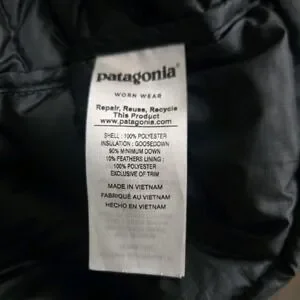 patagonia®
WORN WEAR
Repair, Reuse, Recycle
This Product
www.patagonia.com
SHELL : 100% POLYESTER
INSULATION : GOOSEDOWN
90% MINIMUM DOWN
10% FEATHERS LINING :
100% POLYESTER
EXCLUSIVE OF TRIM
MADE IN VIETNAM
FABRIQUÉ AU VIETNAM
HECHO EN VIETNAM